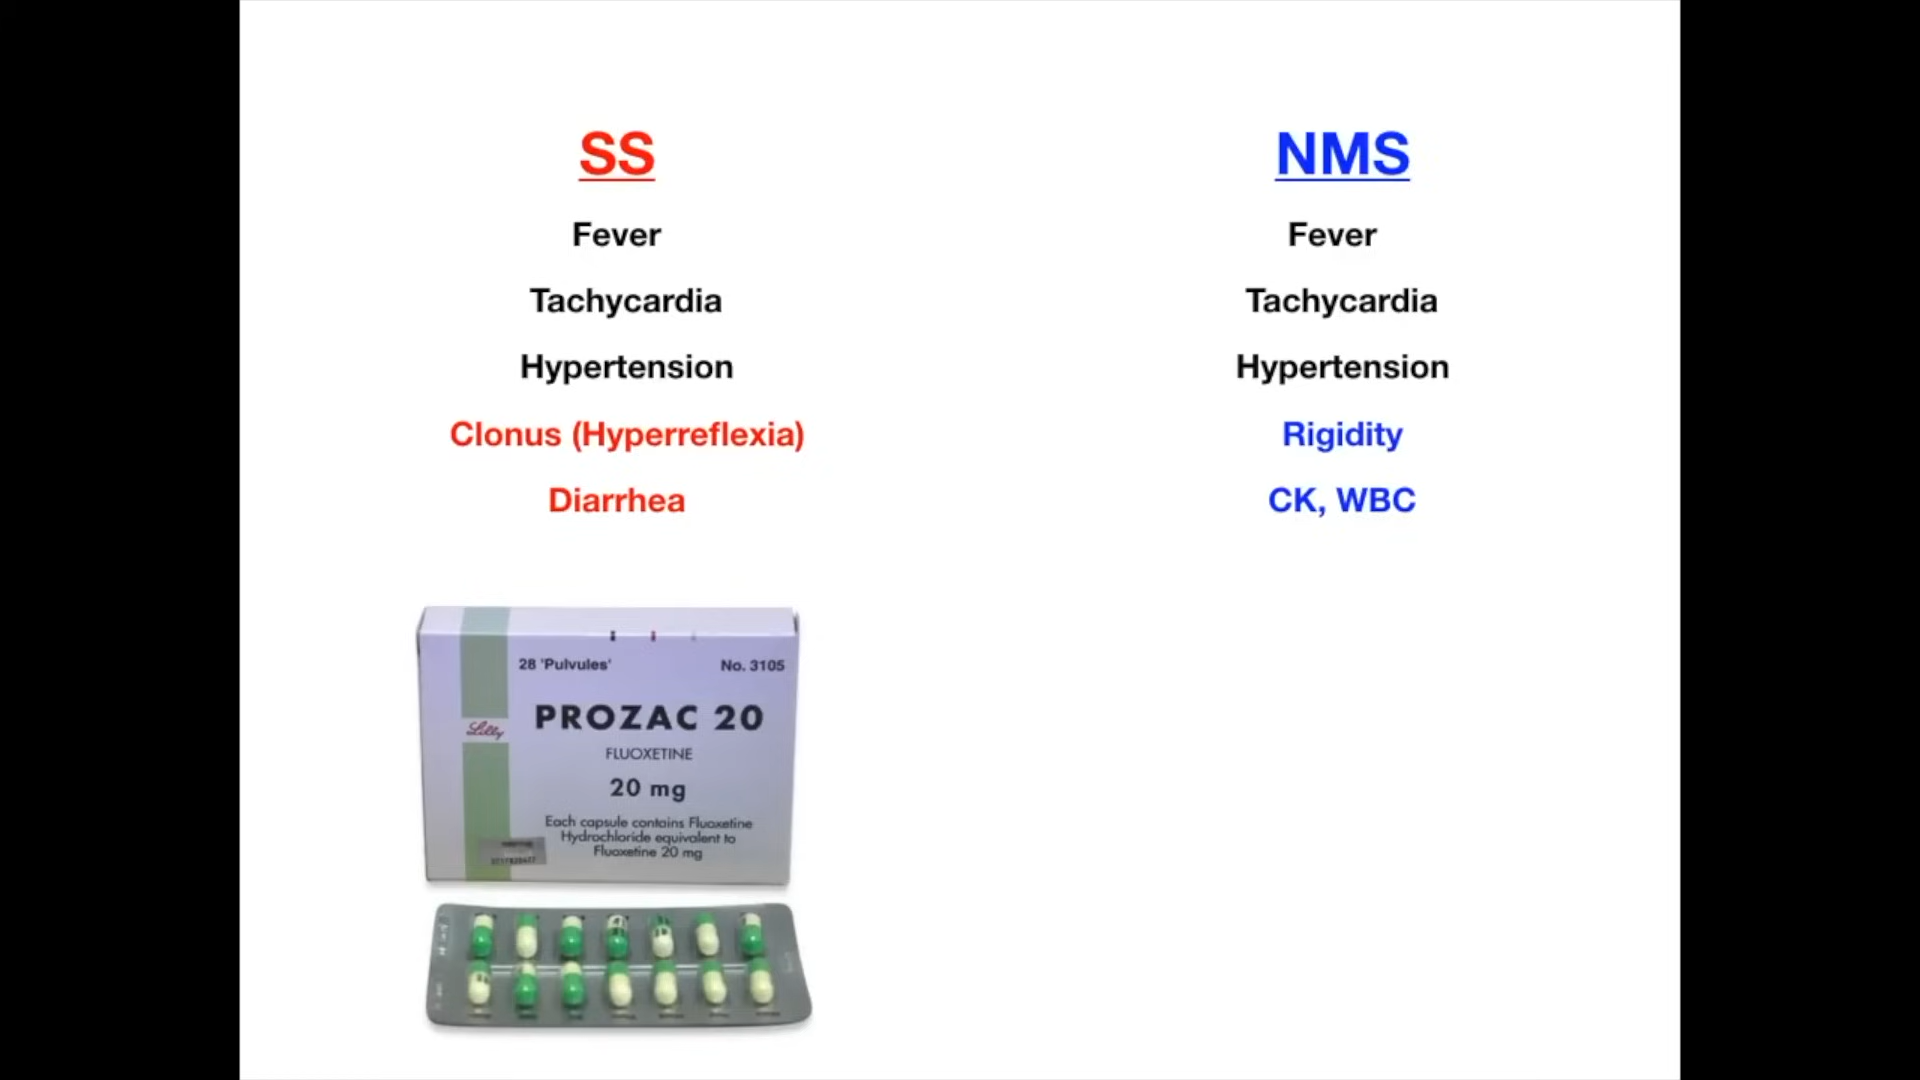 SS
Fever
Tachycardia
Hypertension
Clonus (Hyperreflexia)
Diarrhea
NMS
Fever
Tachycardia
Hypertension
Rigidity
CK, WBC
28 'Pulvules' No. 3105
Lilly
PROZAC 20
FLUOXETINE
20 mg
Each capsule contains Fluoxetine
Hydrochloride equivalent to
Fluoxetine 20 mg